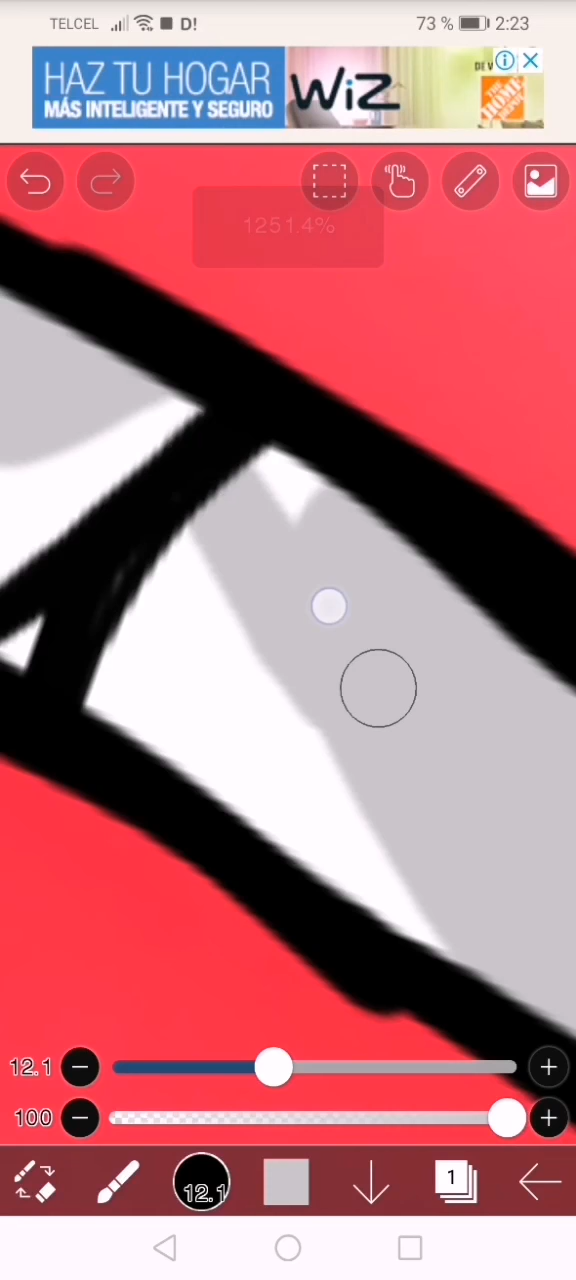 TELCEL D! 73 % 2:23
HAZ TU HOGAR
MÁS INTELIGENTE Y SEGURO
WiZ
DE V
1251.4%
12.1
100
12.1
1